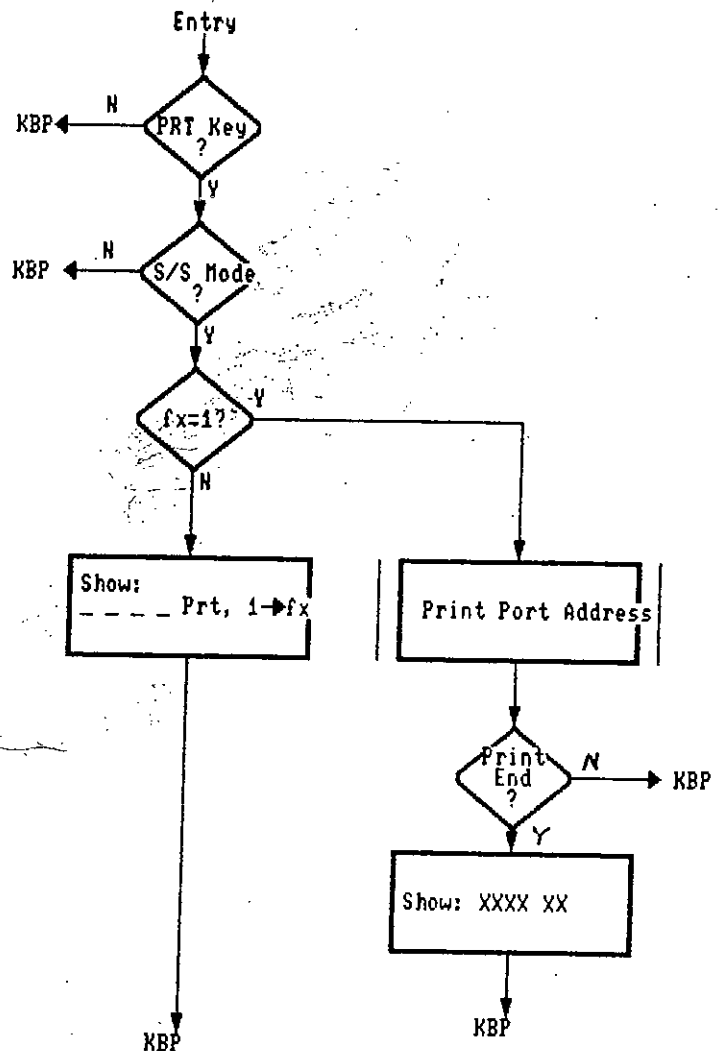 Entry
N
KBP
PRT Key
?
Y
N
KBP
S/S Mode
?
Y
fx=1?
Y
N
Show:
_ _ _ _ Prt, 1→fx
Print Port Address
Print
End
?
N
KBP
Y
Show: XXXX XX
KBP
KBP